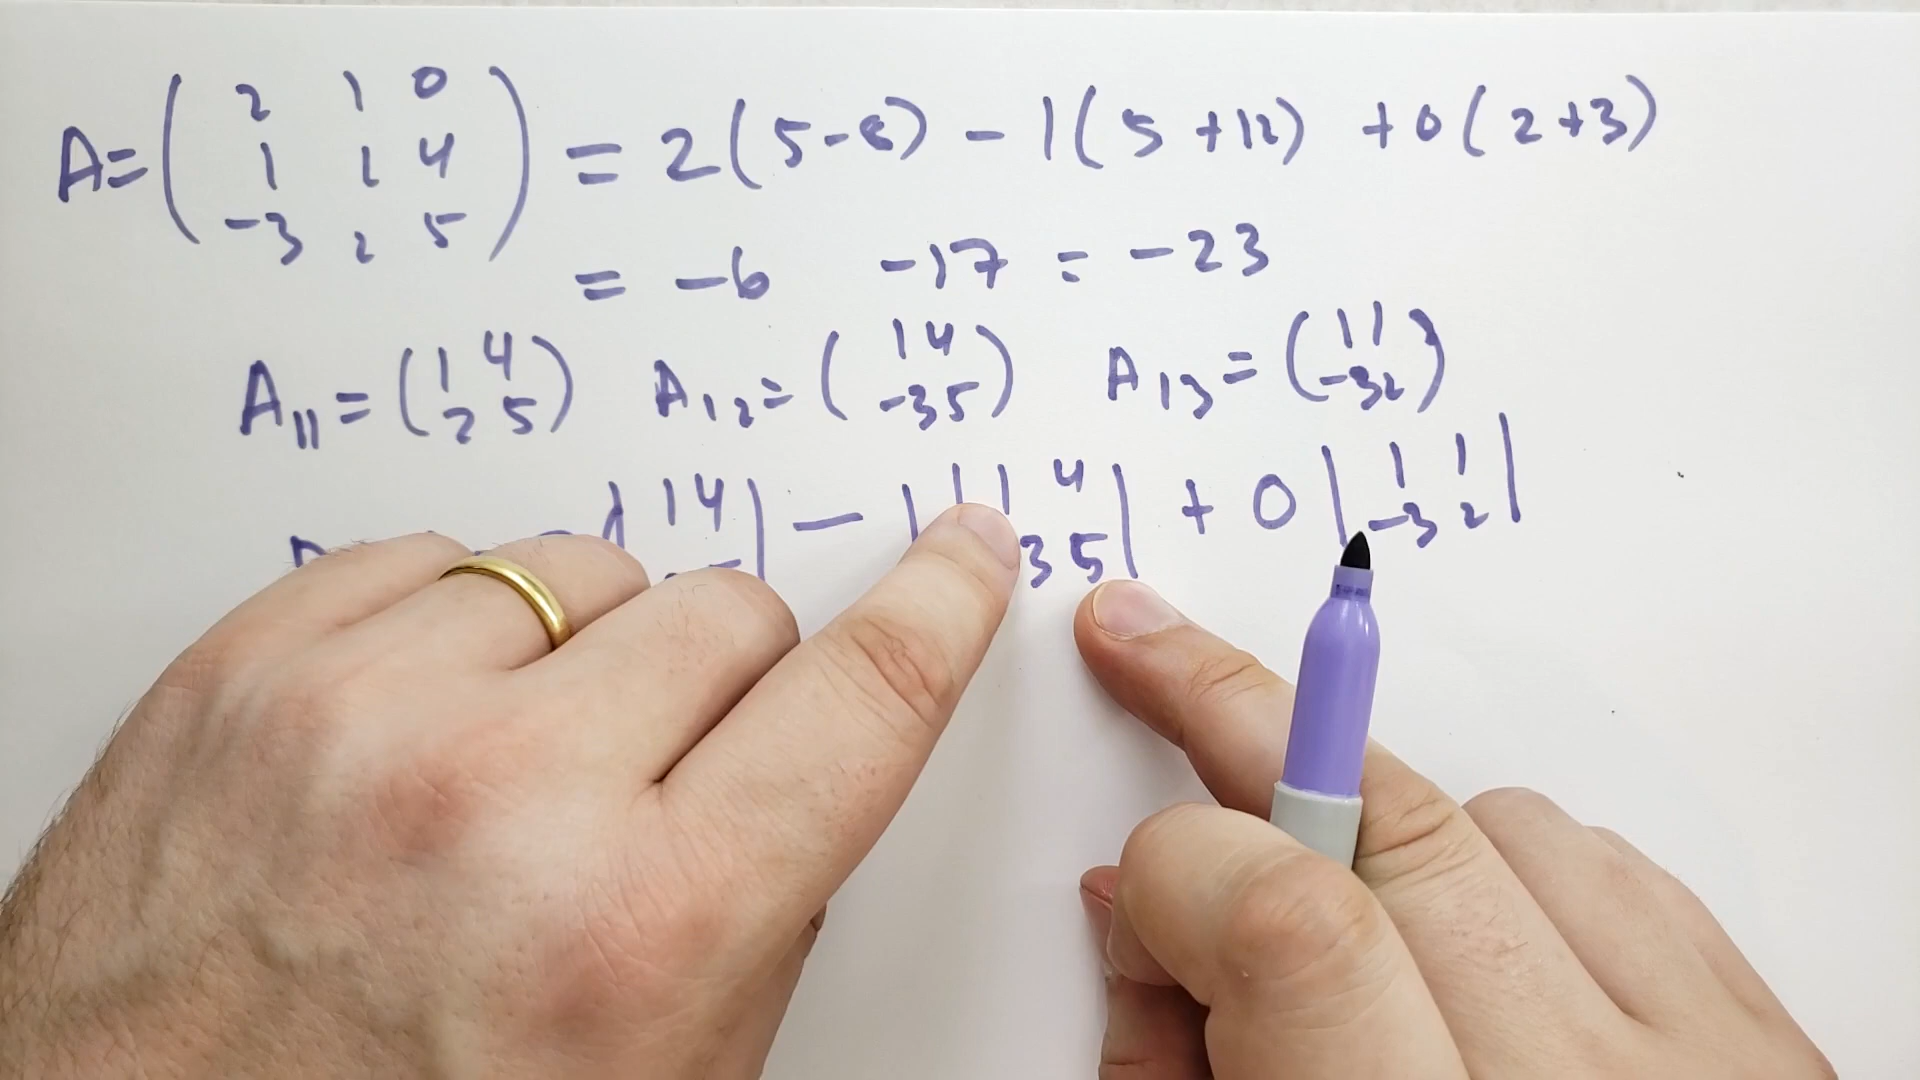 A = ( 2 1 0 = 2 ( 5 - 8 ) - 1 ( 5 + 12 ) + 0 ( 2 + 3 )
1 1 4
-3 2 5 )
= -6 -17 = -23
A11 = ( 1 4 A12 = ( 1 4 A13 = ( 1 1
2 5 ) -3 5 ) -3 2 )
| 1 4 | - 1 | 1 4 | + 0 | 1 1 |
3 5 -3 2